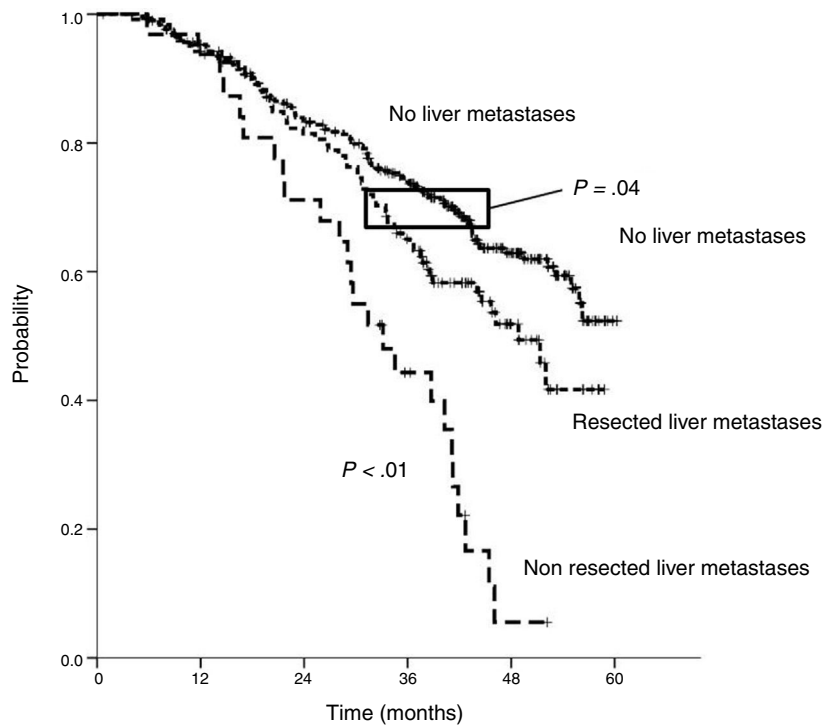 1.0
No liver metastases
0.8
P = .04
No liver metastases
0.6
Probability
0.4
Resected liver metastases
P < .01
0.2
Non resected liver metastases
0.0
0 12 24 36 48 60
Time (months)